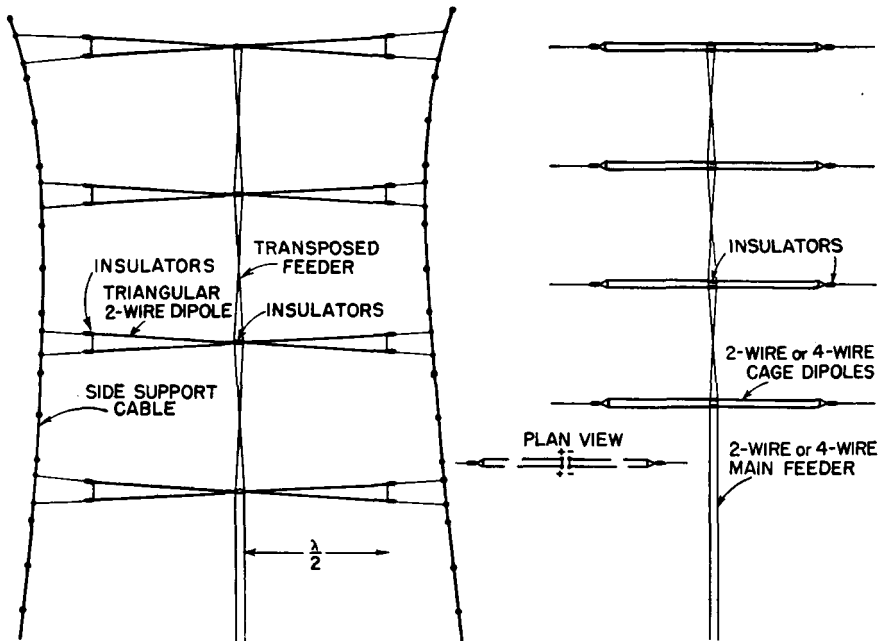 INSULATORS
TRIANGULAR
2-WIRE DIPOLE
TRANSPOSED
FEEDER
INSULATORS
SIDE SUPPORT
CABLE
λ
2
INSULATORS
2-WIRE or 4-WIRE
CAGE DIPOLES
PLAN VIEW
+ -
+ -
2-WIRE or 4-WIRE
MAIN FEEDER